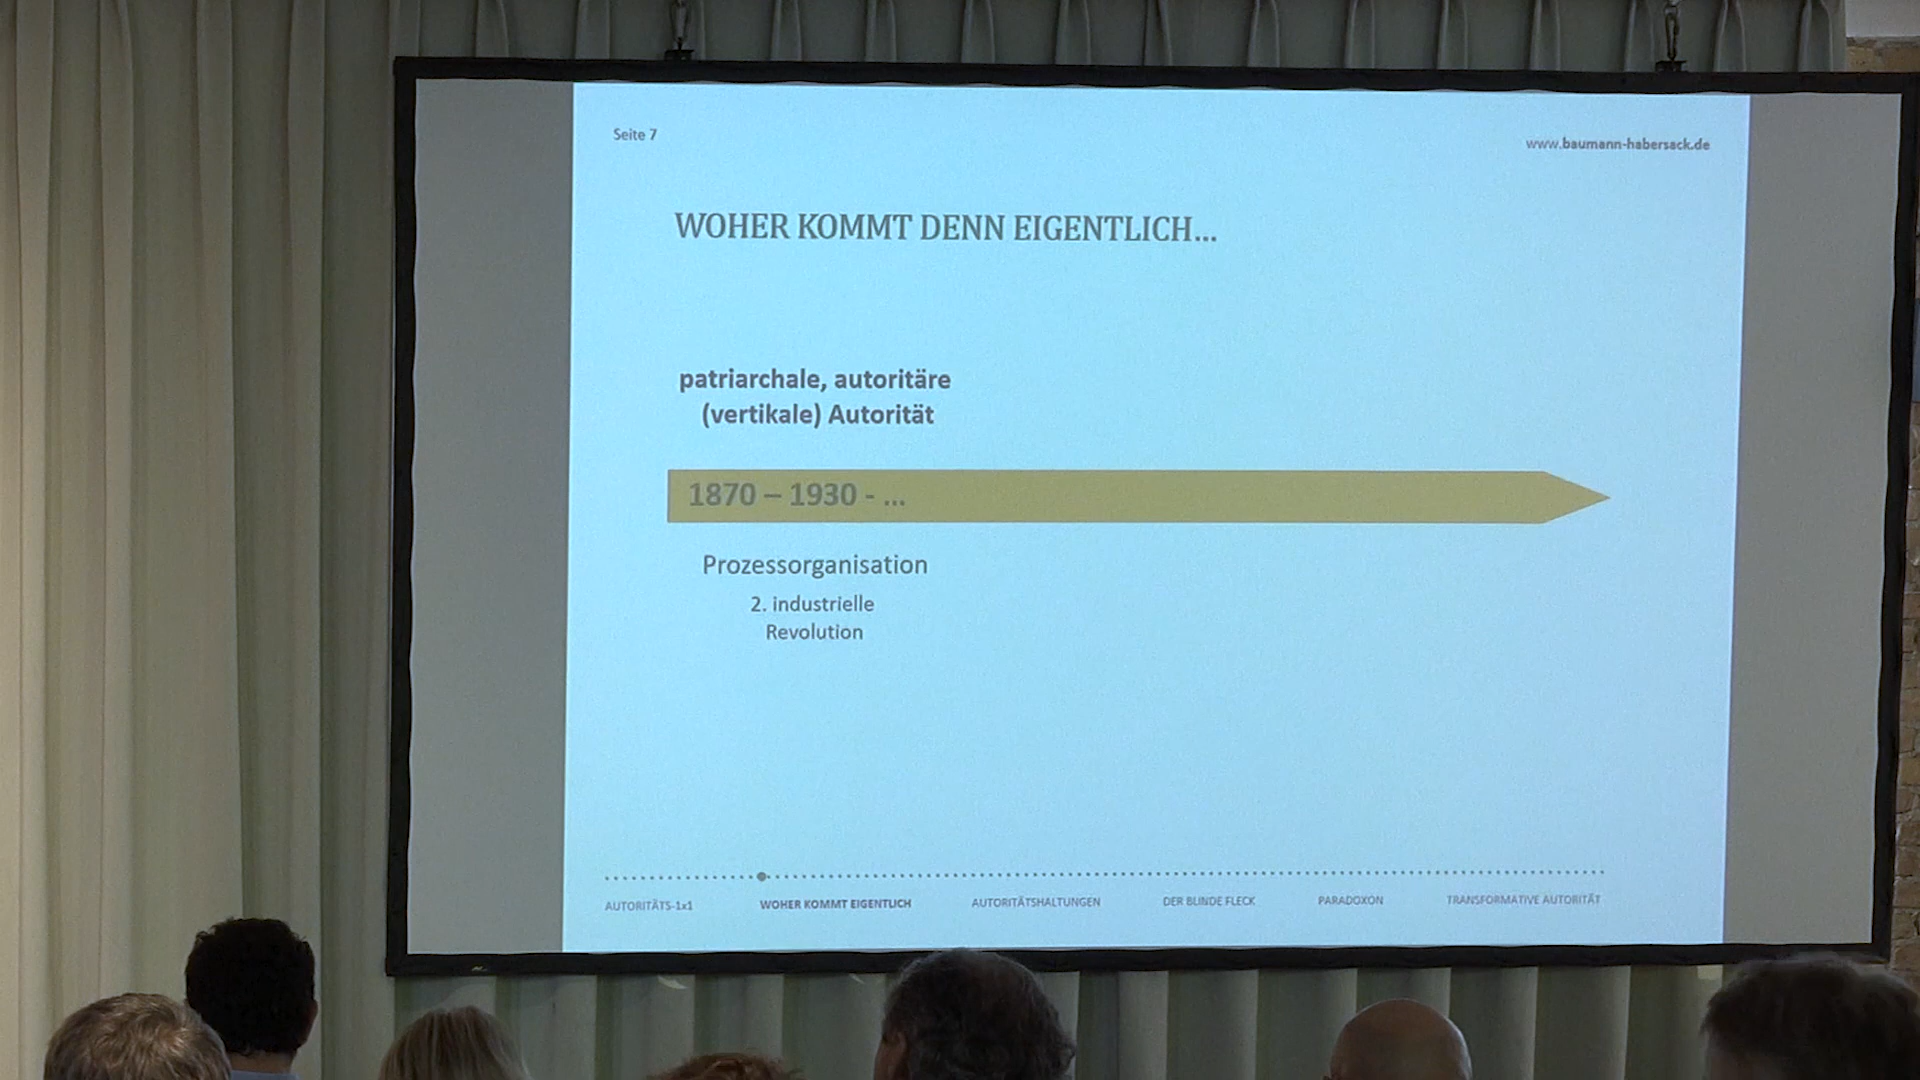 Seite 7
www.baumann-habersack.de
WOHER KOMMT DENN EIGENTLICH...
patriarchale, autoritäre
(vertikale) Autorität
1870 – 1930 - ...
Prozessorganisation
2. industrielle
Revolution
AUTORITÄTS-1x1
WOHER KOMMT EIGENTLICH
AUTORITÄTSHALTUNGEN
DER BLINDE FLECK
PARADOXON
TRANSFORMATIVE AUTORITÄT